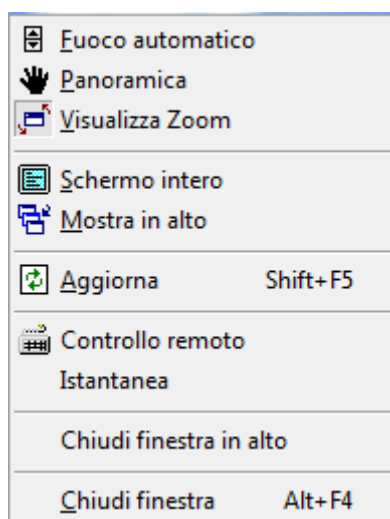 Fuoco automatico
Panoramica
Visualizza Zoom
Schermo intero
Mostra in alto
Aggiorna Shift+F5
Controllo remoto
Istantanea
Chiudi finestra in alto
Chiudi finestra Alt+F4